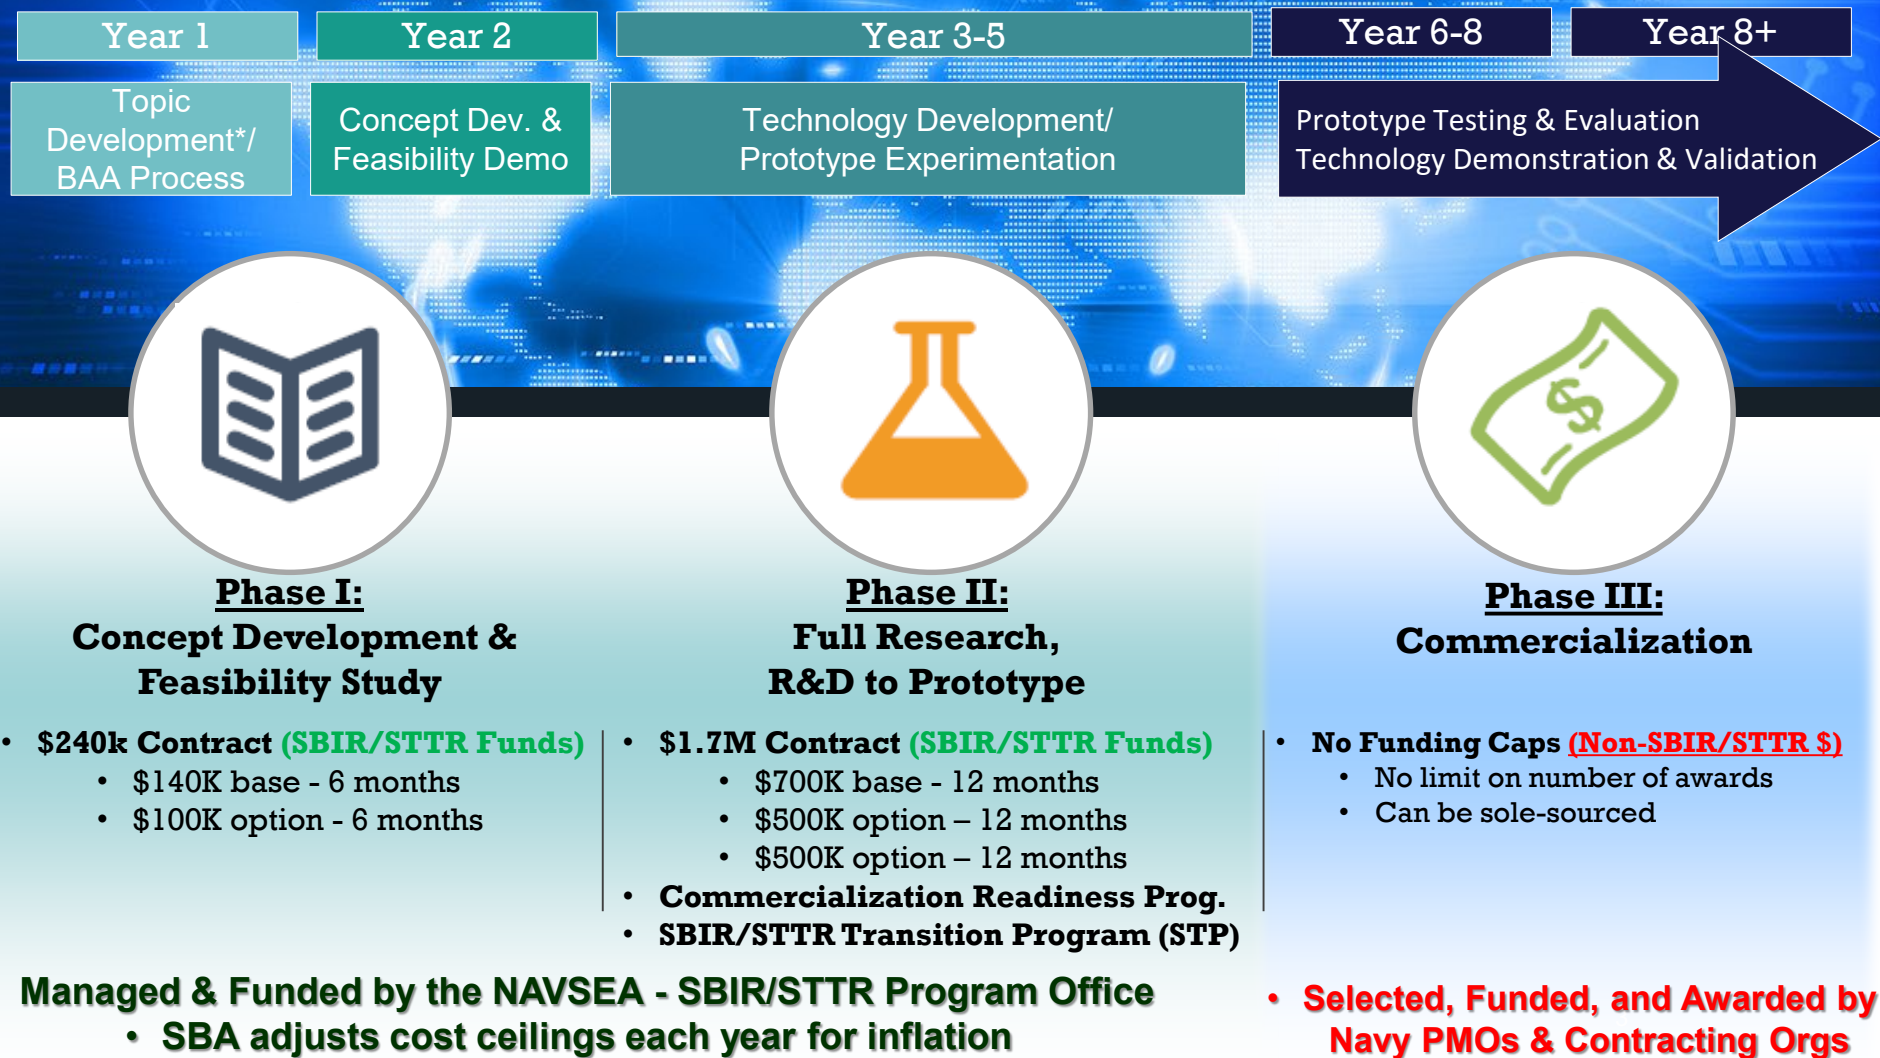 Year 1
Year 2
Year 3-5
Year 6-8
Year 8+
Topic
Development*/
BAA Process
Concept Dev. &
Feasibility Demo
Technology Development/
Prototype Experimentation
Prototype Testing & Evaluation
Technology Demonstration & Validation
$
Phase I:
Concept Development &
Feasibility Study
• $240k Contract (SBIR/STTR Funds)
• $140K base - 6 months
• $100K option - 6 months
Phase II:
Full Research,
R&D to Prototype
• $1.7M Contract (SBIR/STTR Funds)
• $700K base - 12 months
• $500K option – 12 months
• $500K option – 12 months
• Commercialization Readiness Prog.
• SBIR/STTR Transition Program (STP)
Phase III:
Commercialization
• No Funding Caps (Non-SBIR/STTR $)
• No limit on number of awards
• Can be sole-sourced
Managed & Funded by the NAVSEA - SBIR/STTR Program Office
• SBA adjusts cost ceilings each year for inflation
• Selected, Funded, and Awarded by
Navy PMOs & Contracting Orgs